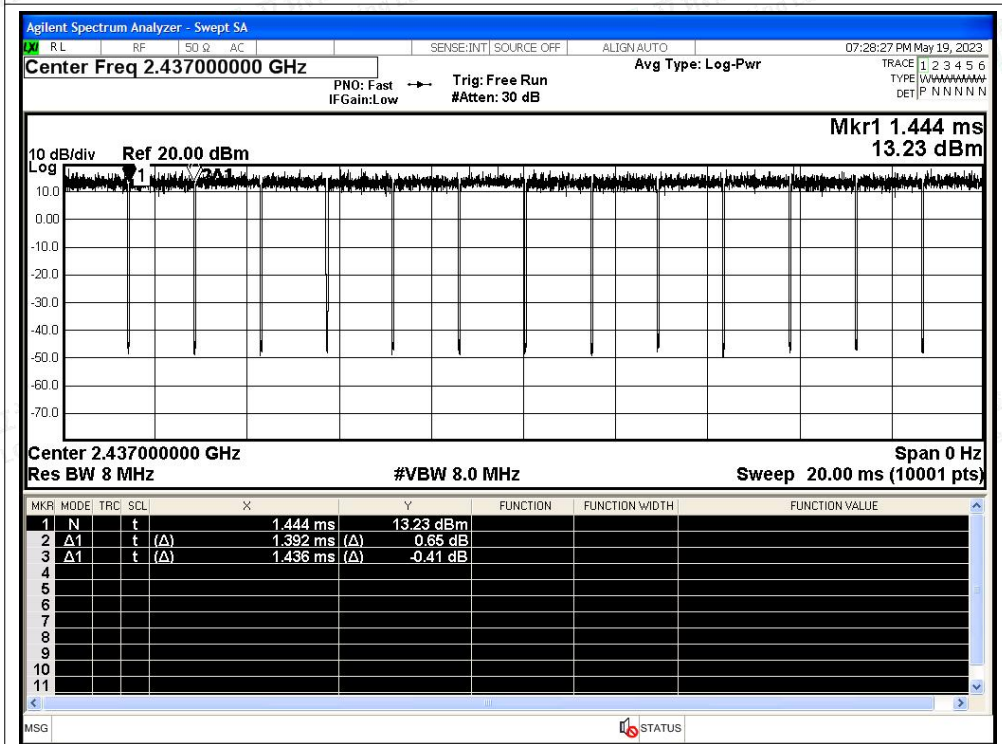 Agilent Spectrum Analyzer - Swept SA
LXI RL RF 50 Ω AC SENSE:INT SOURCE OFF ALIGN AUTO 07:28:27 PM May 19, 2023
Center Freq 2.437000000 GHz Avg Type: Log-Pwr TRACE 1 2 3 4 5 6
PNO: Fast Trig: Free Run TYPE WWWWWW
IFGain:Low #Atten: 30 dB DET P N N N N N
Mkr1 1.444 ms
10 dB/div Ref 20.00 dBm 13.23 dBm
Log
1 2Δ1
10.0
0.00
-10.0
-20.0
-30.0
-40.0
-50.0
-60.0
-70.0
Center 2.437000000 GHz Span 0 Hz
Res BW 8 MHz #VBW 8.0 MHz Sweep 20.00 ms (10001 pts)
MKR MODE TRC SCL X Y FUNCTION FUNCTION WIDTH FUNCTION VALUE
1 N t 1.444 ms 13.23 dBm
2 Δ1 t (Δ) 1.392 ms (Δ) 0.65 dB
3 Δ1 t (Δ) 1.436 ms (Δ) -0.41 dB
4
5
6
7
8
9
10
11
MSG STATUS